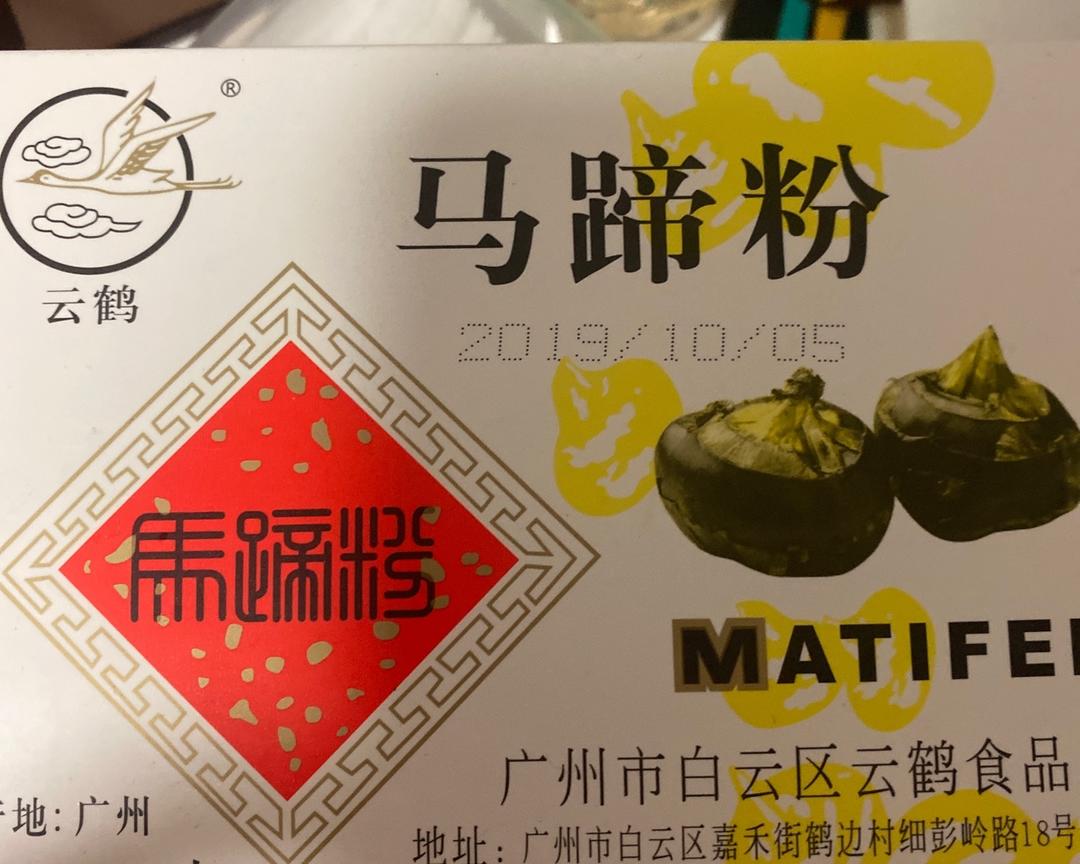 ®
云鹤
马蹄粉
2019/10/05
馬蹄粉
MATIFE
广州市白云区云鹤食品
地: 广州
地址: 广州市白云区嘉禾街鹤边村细彭岭路18号